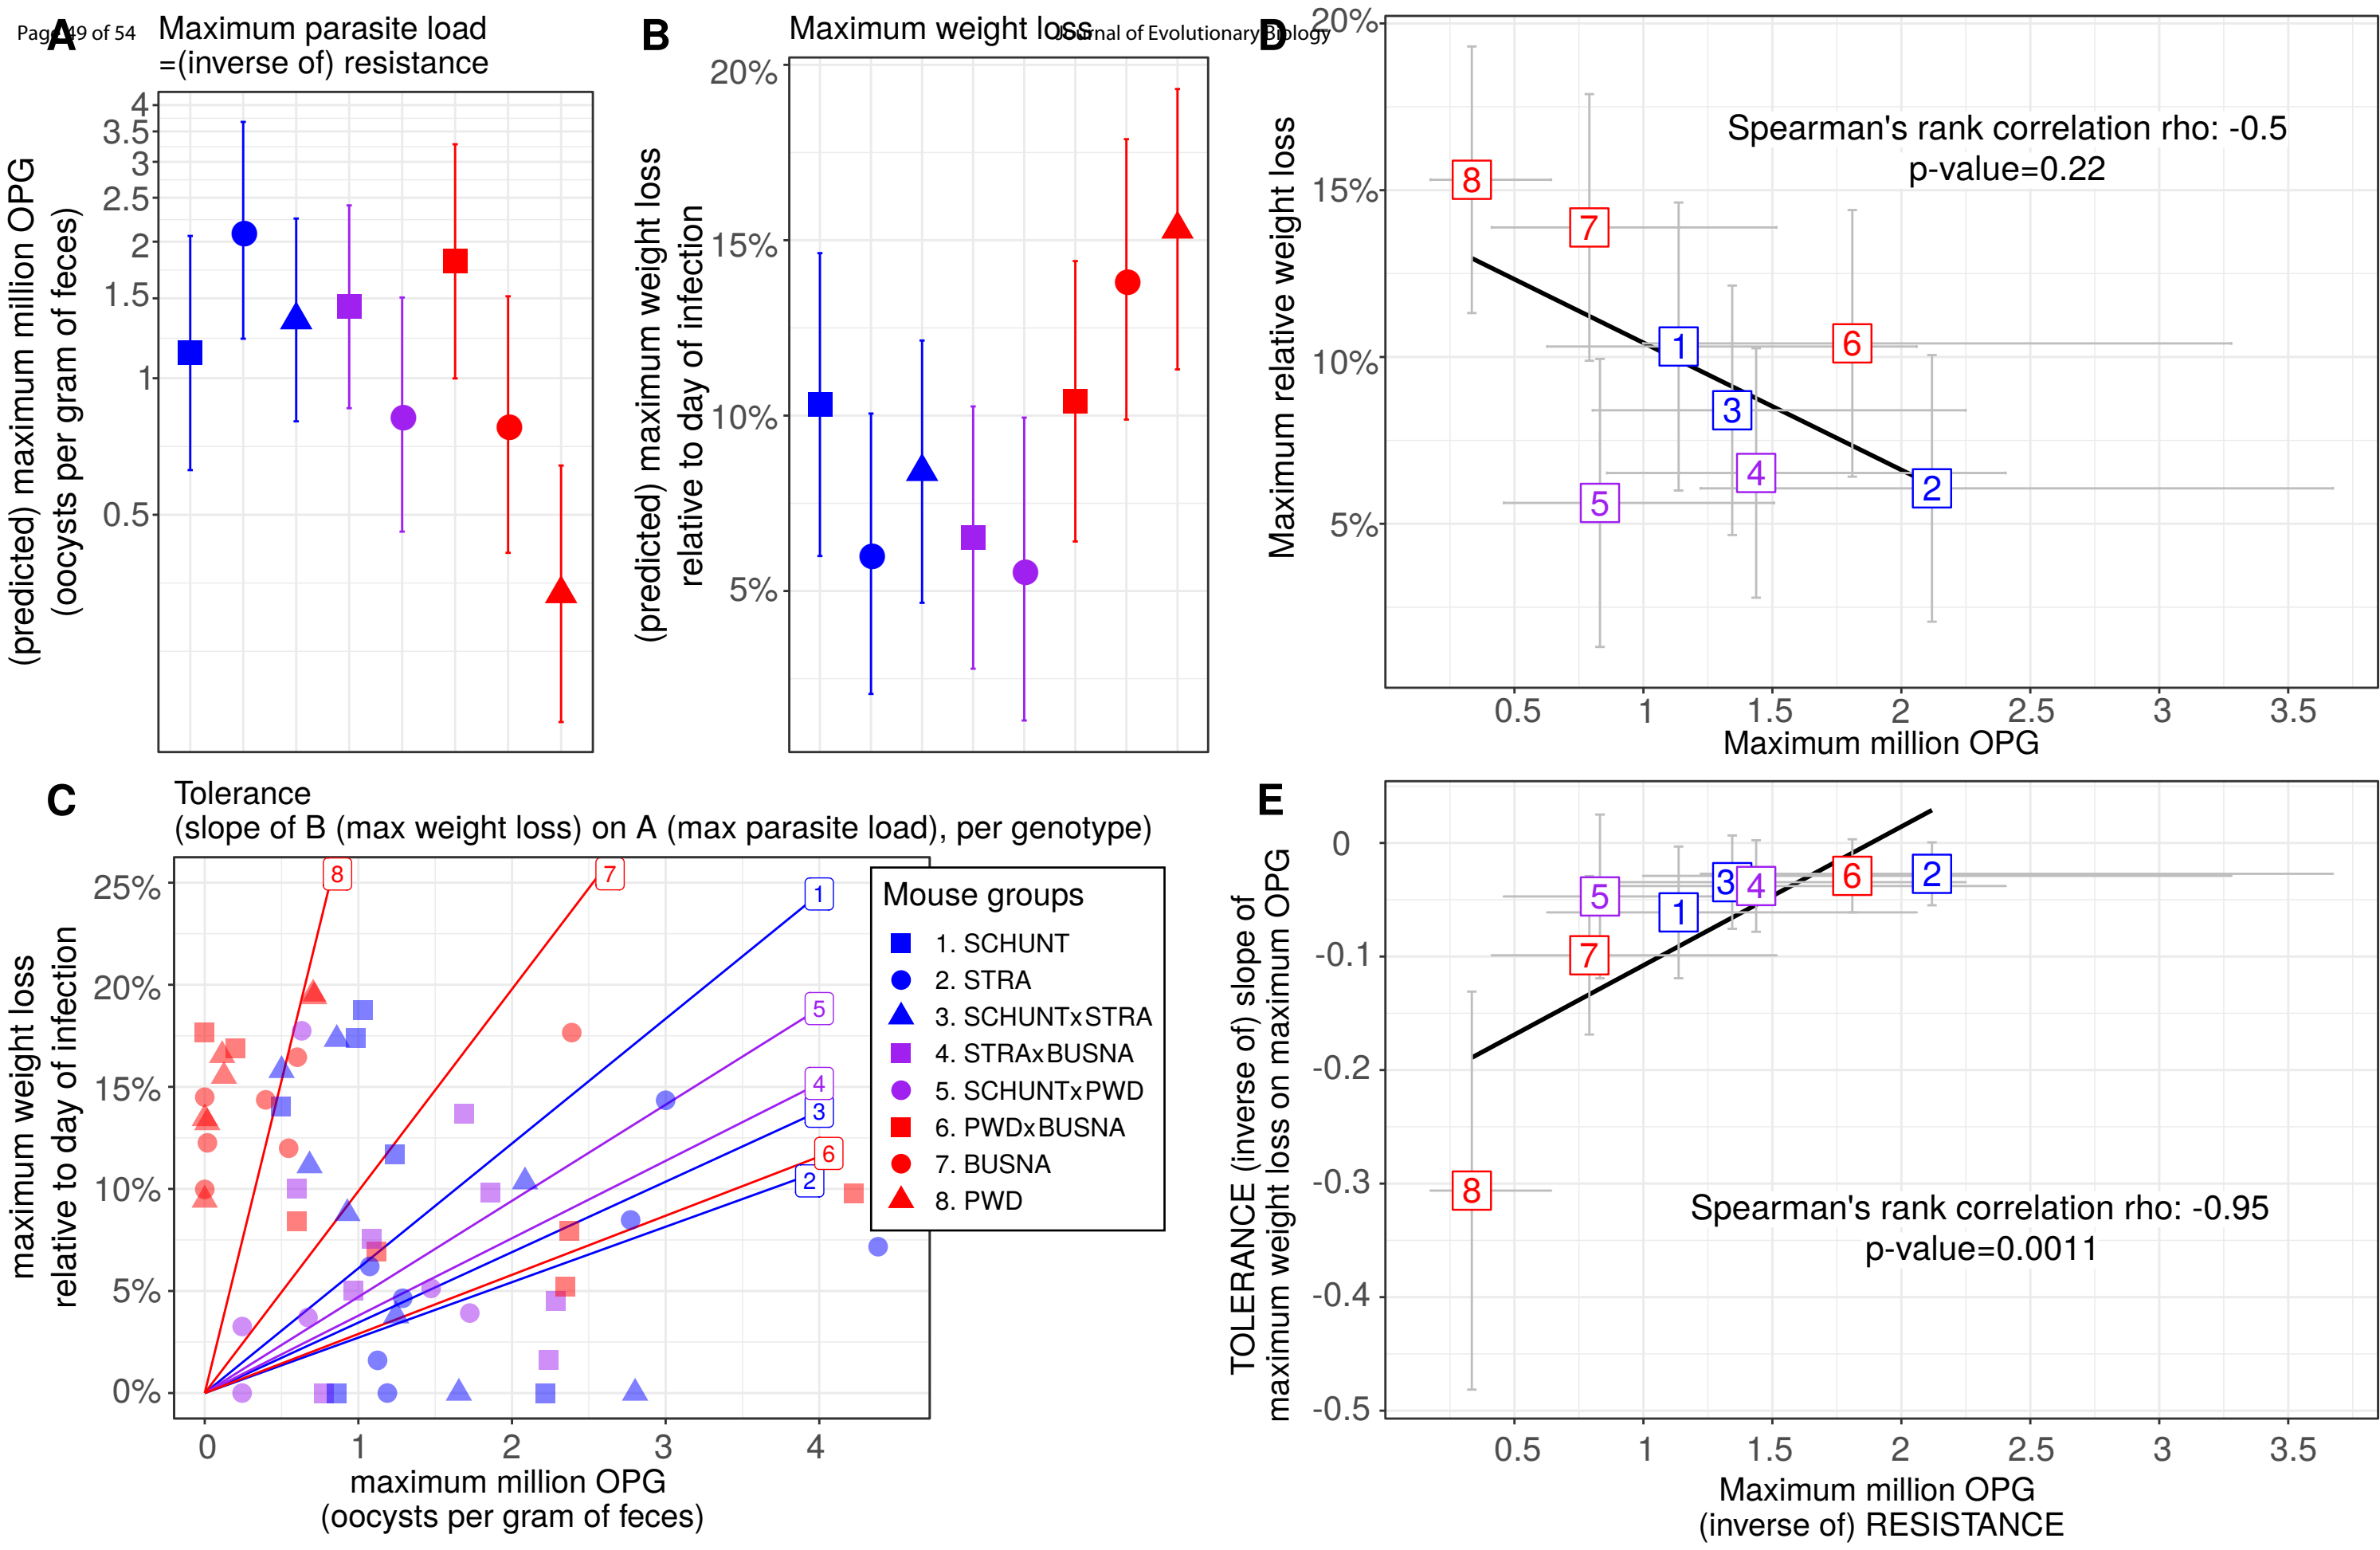 Page 49 of 54
Journal of Evolutionary Biology
A
Maximum parasite load
=(inverse of) resistance
(predicted) maximum million OPG
(oocysts per gram of feces)
4
3.5
3
2.5
2
1.5
1
0.5
B
Maximum weight loss
(predicted) maximum weight loss
relative to day of infection
20%
15%
10%
5%
D
Maximum relative weight loss
20%
15%
10%
5%
Spearman's rank correlation rho: -0.5
p-value=0.22
8
7
1
6
3
4
5
2
0.5
1
1.5
2
2.5
3
3.5
Maximum million OPG
C
Tolerance
(slope of B (max weight loss) on A (max parasite load), per genotype)
maximum weight loss
relative to day of infection
25%
20%
15%
10%
5%
0%
8
7
1
5
4
3
6
2
0
1
2
3
4
maximum million OPG
(oocysts per gram of feces)
Mouse groups
1. SCHUNT
2. STRA
3. SCHUNTxSTRA
4. STRAxBUSNA
5. SCHUNTxPWD
6. PWDxBUSNA
7. BUSNA
8. PWD
E
TOLERANCE (inverse of) slope of
maximum weight loss on maximum OPG
0
-0.1
-0.2
-0.3
-0.4
-0.5
5
3
4
6
2
1
7
8
Spearman's rank correlation rho: -0.95
p-value=0.0011
0.5
1
1.5
2
2.5
3
3.5
Maximum million OPG
(inverse of) RESISTANCE